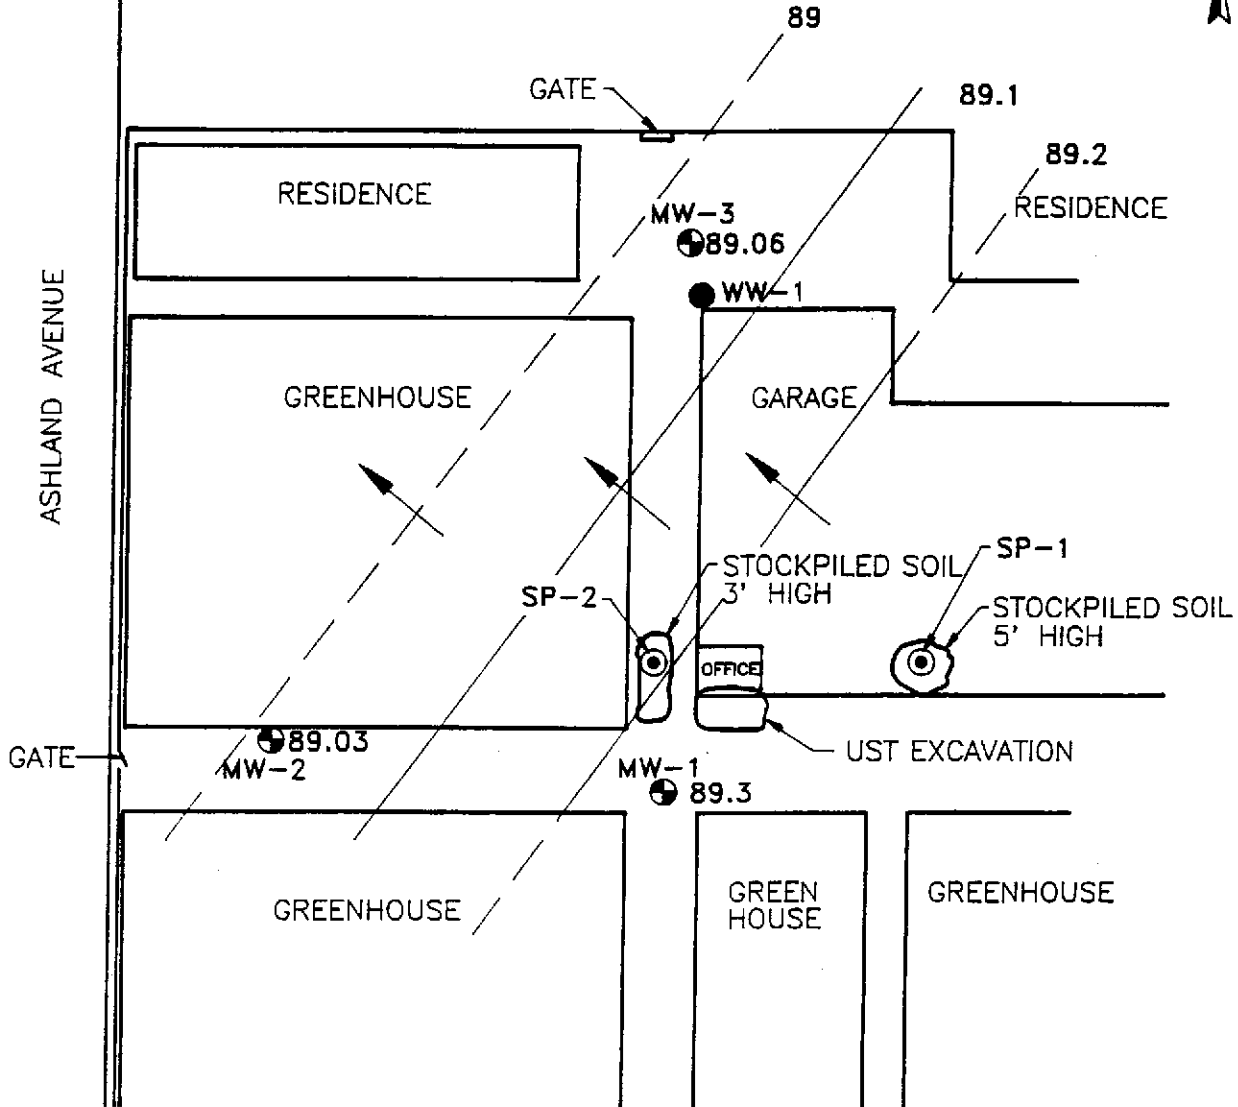 89
GATE
89.1
89.2
RESIDENCE
RESIDENCE
MW-3
89.06
WW-1
ASHLAND AVENUE
GREENHOUSE
GARAGE
SP-1
STOCKPILED SOIL
3' HIGH
SP-2
STOCKPILED SOIL
5' HIGH
OFFICE
89.03
MW-2
GATE
UST EXCAVATION
MW-1
89.3
GREENHOUSE
GREEN
HOUSE
GREENHOUSE